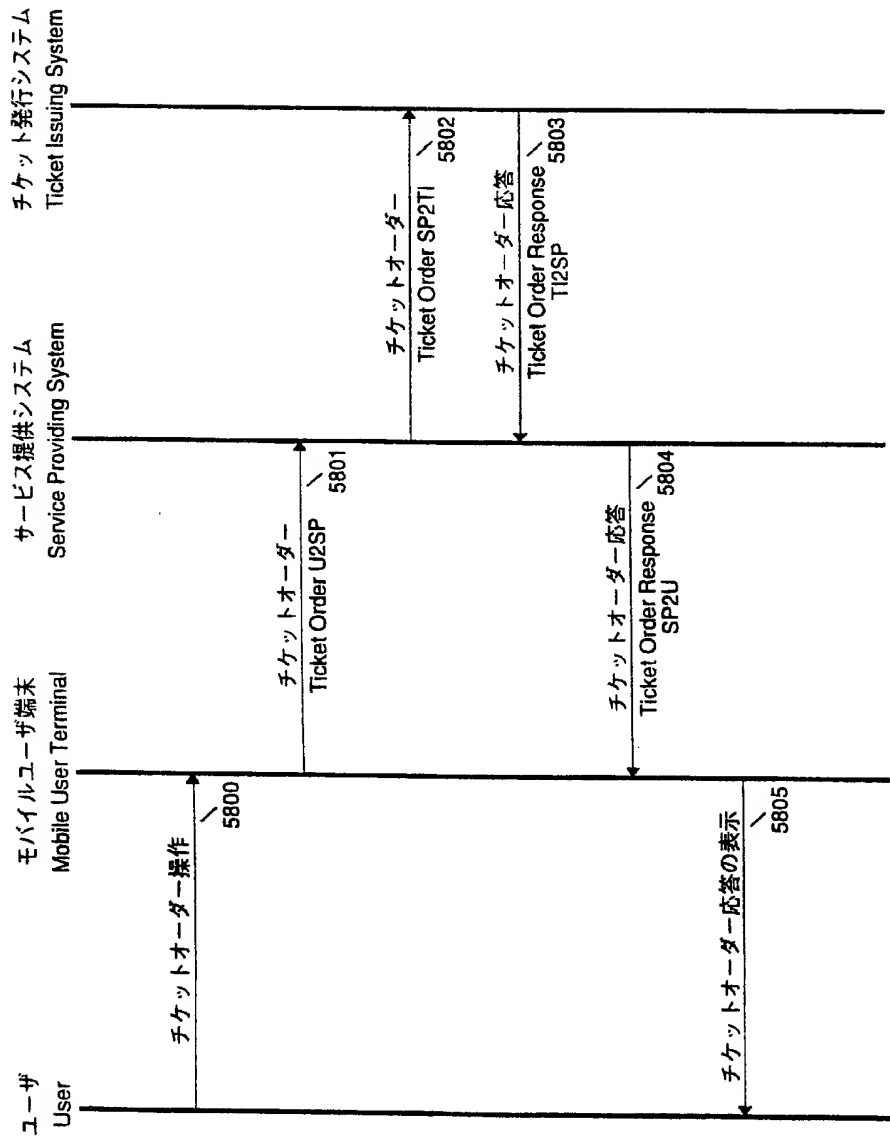 ユーザ
User
モバイルユーザ端末
Mobile User Terminal
サービス提供システム
Service Providing System
チケット発行システム
Ticket Issuing System
チケットオーダー操作
5800
チケットオーダー
Ticket Order U2SP
5801
チケットオーダー
Ticket Order SP2TI
5802
チケットオーダー応答
Ticket Order Response
TI2SP
5803
チケットオーダー応答
Ticket Order Response
SP2U
5804
チケットオーダー応答の表示
5805